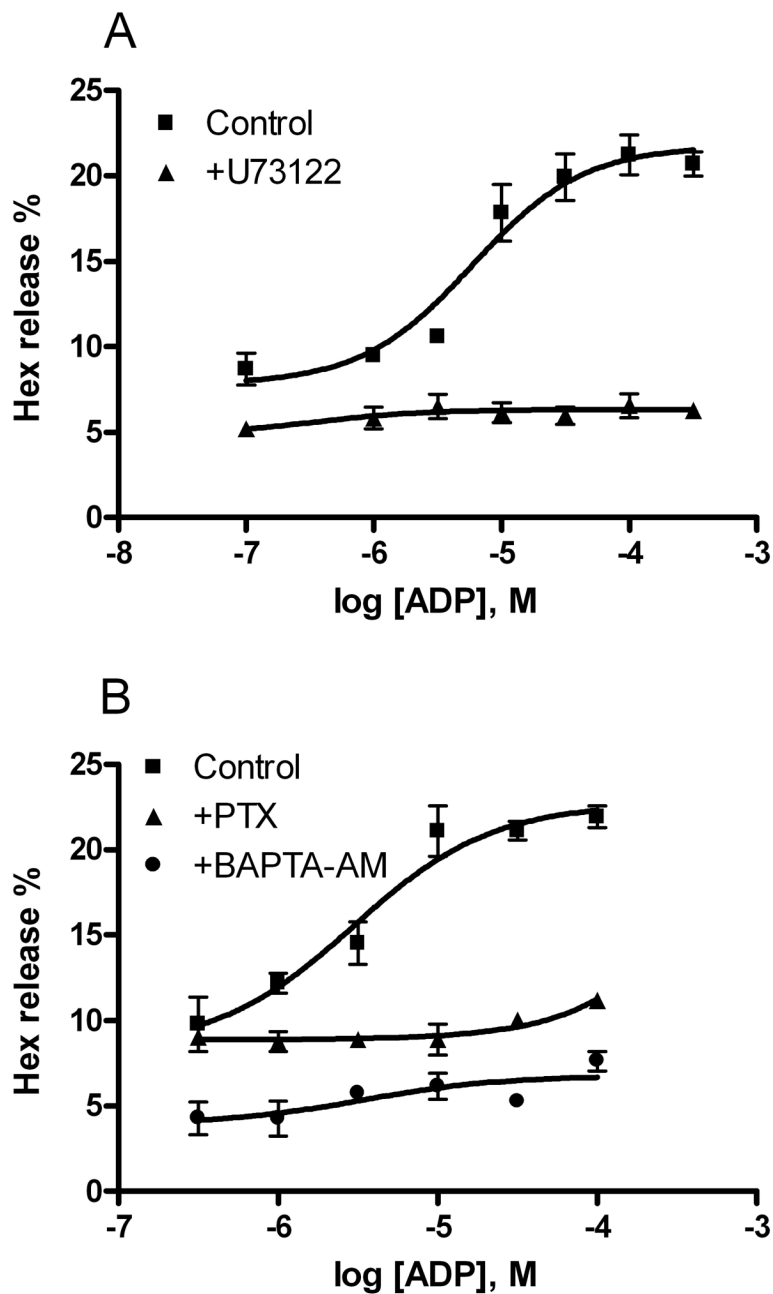 A
Control
+U73122
25
20
15
10
5
0
Hex release %
-8 -7 -6 -5 -4 -3
log [ADP], M
B
Control
+PTX
+BAPTA-AM
25
20
15
10
5
0
Hex release %
-7 -6 -5 -4 -3
log [ADP], M